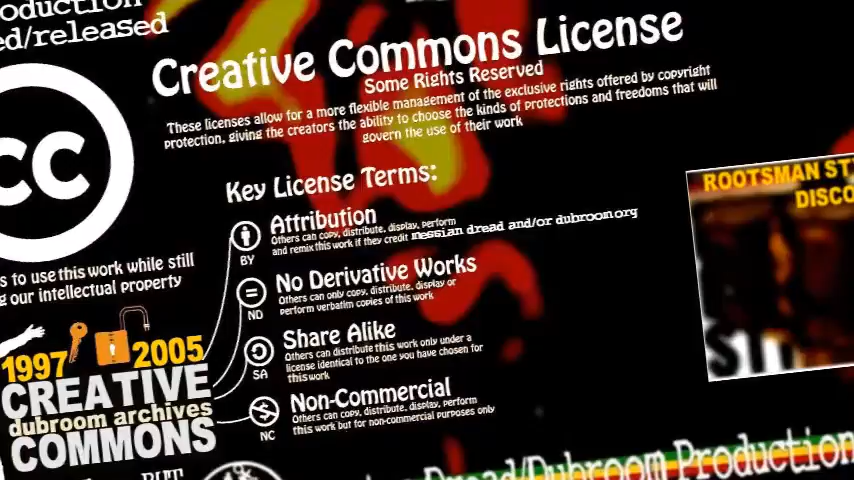 oduction
ed/released
Creative Commons License
Some Rights Reserved
These licenses allow for a more flexible management of the exclusive rights offered by copyright
protection, giving the creators the ability to choose the kinds of protections and freedoms that will
govern the use of their work
cc
Key License Terms:
Attribution
Others can copy, distribute, display, perform
and remix this work if they credit messian dread and/or dubroom.org
BY
No Derivative Works
Others can only copy, distribute, display or
perform verbatim copies of this work
ND
Share Alike
Others can distribute this work only under a
license identical to the one you have chosen for
this work
SA
Non-Commercial
Others can copy, distribute, display, perform
this work but for non-commercial purposes only
NC
s to use this work while still
g our intellectual property
1997 2005
CREATIVE
dubroom archives
COMMONS
ROOTSMAN ST
DISCO
Dread/Dubroom Production